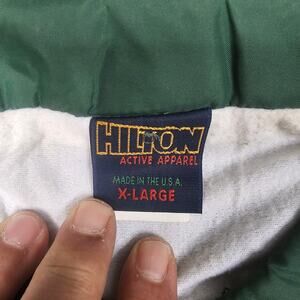 HILTON
ACTIVE APPAREL
MADE IN THE U.S.A.
X-LARGE